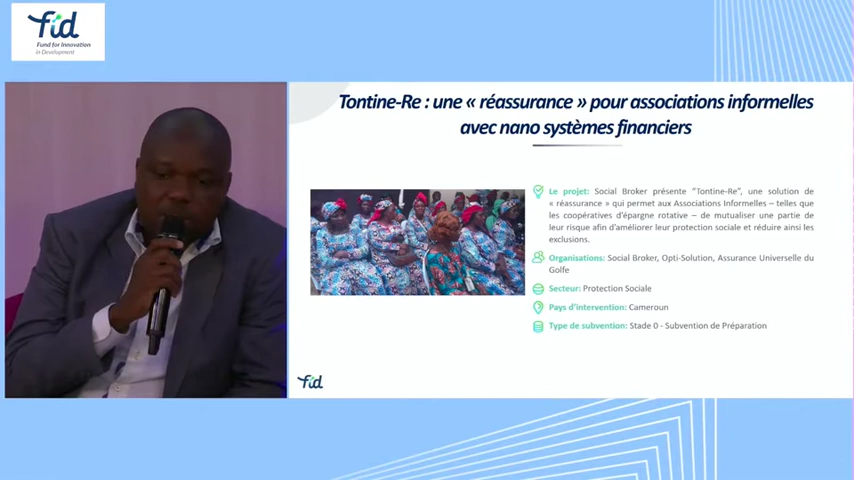 fid
Fund for Innovation
in Development
Tontine-Re : une « réassurance » pour associations informelles
avec nano systèmes financiers
Le projet: Social Broker présente "Tontine-Re", une solution de
« réassurance » qui permet aux Associations Informelles – telles que
les coopératives d'épargne rotative – de mutualiser une partie de
leur risque afin d'améliorer leur protection sociale et réduire ainsi les
exclusions.
Organisations: Social Broker, Opti-Solution, Assurance Universelle du
Golfe
Secteur: Protection Sociale
Pays d'intervention: Cameroun
Type de subvention: Stade 0 - Subvention de Préparation
fid